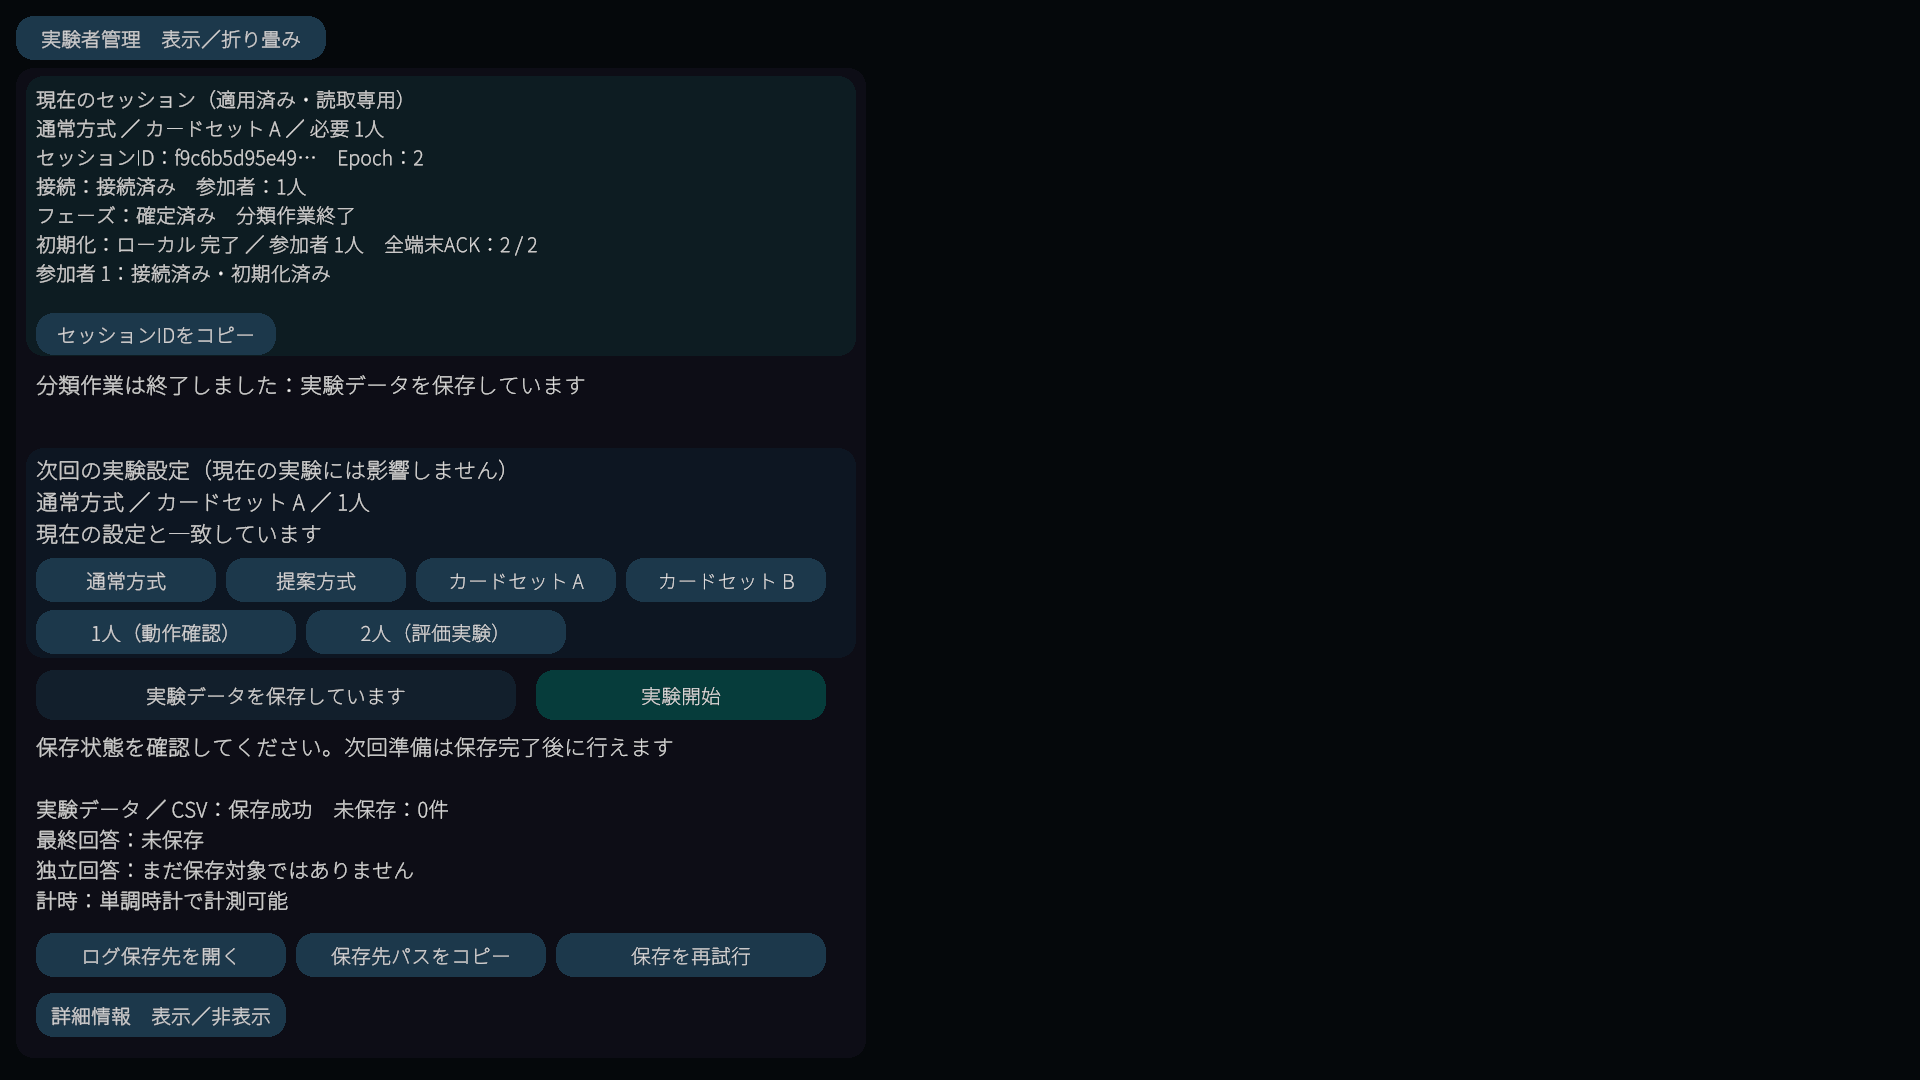 実験者管理　表示／折り畳み
現在のセッション（適用済み・読取専用）
通常方式 ／ カードセット A ／ 必要 1人
セッションID：f9c6b5d95e49…　Epoch：2
接続：接続済み　参加者：1人
フェーズ：確定済み　分類作業終了
初期化：ローカル 完了 ／ 参加者 1人　全端末ACK：2 / 2
参加者 1：接続済み・初期化済み
セッションIDをコピー
分類作業は終了しました：実験データを保存しています
次回の実験設定（現在の実験には影響しません）
通常方式 ／ カードセット A ／ 1人
現在の設定と一致しています
通常方式　提案方式　カードセット A　カードセット B
1人（動作確認）　2人（評価実験）
実験データを保存しています　実験開始
保存状態を確認してください。次回準備は保存完了後に行えます
実験データ ／ CSV：保存成功　未保存：0件
最終回答：未保存
独立回答：まだ保存対象ではありません
計時：単調時計で計測可能
ログ保存先を開く　保存先パスをコピー　保存を再試行
詳細情報　表示／非表示